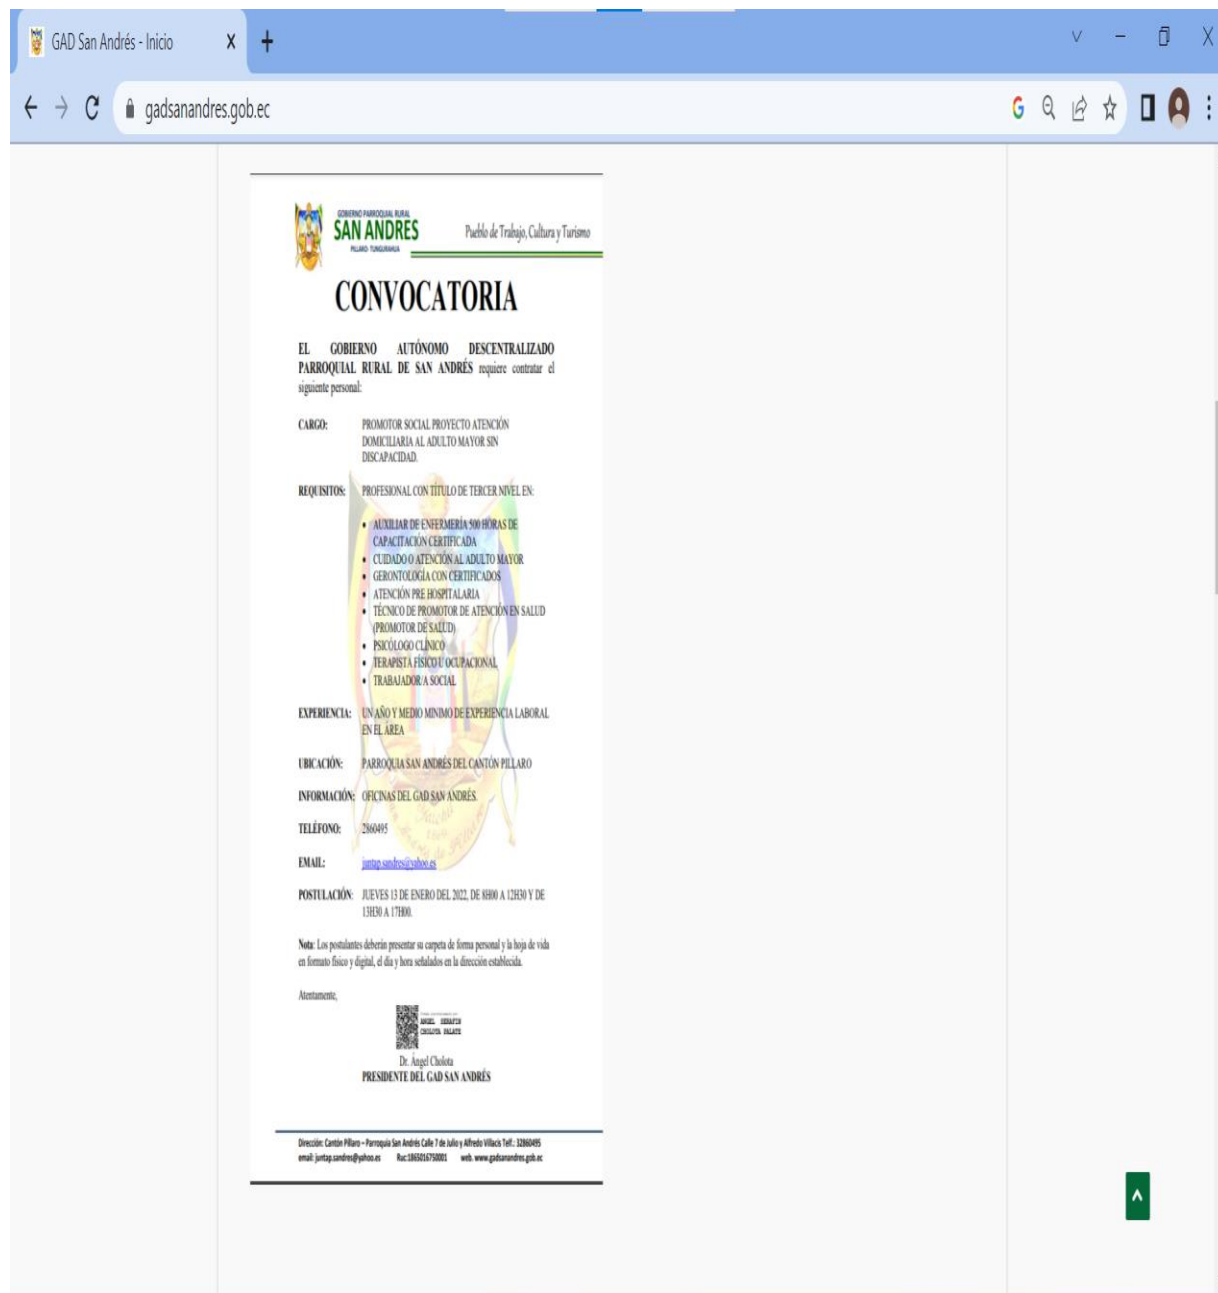 GAD San Andrés - Inicio
gadsanandres.gob.ec
GOBIERNO PARROQUIAL RURAL
SAN ANDRES
PILLARO- TUNGURAHUA
Pueblo de Trabajo, Cultura y Turismo
CONVOCATORIA
EL GOBIERNO AUTÓNOMO DESCENTRALIZADO
PARROQUIAL RURAL DE SAN ANDRÉS requiere contratar el
siguiente personal:
CARGO: PROMOTOR SOCIAL PROYECTO ATENCIÓN
DOMICILIARIA AL ADULTO MAYOR SIN
DISCAPACIDAD.
REQUISITOS: PROFESIONAL CON TÍTULO DE TERCER NIVEL EN:
• AUXILIAR DE ENFERMERÍA 500 HORAS DE
CAPACITACIÓN CERTIFICADA
• CUIDADO O ATENCIÓN AL ADULTO MAYOR
• GERONTOLOGÍA CON CERTIFICADOS
• ATENCIÓN PRE HOSPITALARIA
• TÉCNICO DE PROMOTOR DE ATENCIÓN EN SALUD
(PROMOTOR DE SALUD)
• PSICÓLOGO CLÍNICO
• TERAPISTA FÍSICO U OCUPACIONAL
• TRABAJADOR/A SOCIAL
EXPERIENCIA: UN AÑO Y MEDIO MINIMO DE EXPERIENCIA LABORAL
EN EL ÁREA
UBICACIÓN: PARROQUIA SAN ANDRÉS DEL CANTÓN PILLARO
INFORMACIÓN: OFICINAS DEL GAD SAN ANDRÉS.
TELÉFONO: 2860495
EMAIL: juntap.sandres@yahoo.es
POSTULACIÓN: JUEVES 13 DE ENERO DEL 2022, DE 8H00 A 12H30 Y DE
13H30 A 17H00.
Nota: Los postulantes deberán presentar su carpeta de forma personal y la hoja de vida
en formato físico y digital, el día y hora señalados en la dirección establecida.
Atentamente,
ANGEL SERAFIN
CHOLOTA PALATE
Dr. Ángel Cholota
PRESIDENTE DEL GAD SAN ANDRÉS
Dirección: Cantón Píllaro – Parroquia San Andrés Calle 7 de Julio y Alfredo Villacis Telf.: 32860495
email: juntap.sandres@yahoo.es Ruc:1865016750001 web. www.gadsanandres.gob.ec